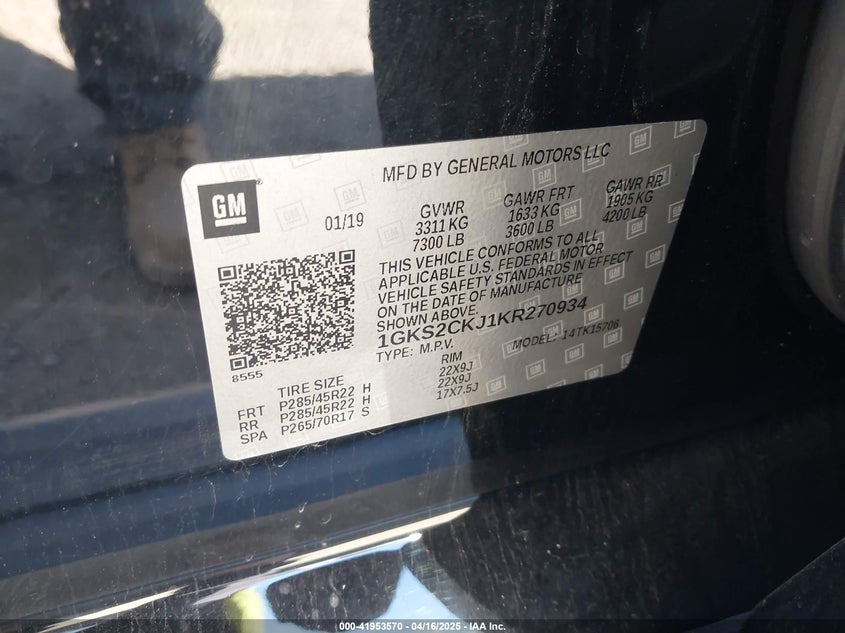 MFD BY GENERAL MOTORS LLC
GM
01/19
GVWR GAWR FRT GAWR RR
3311 KG 1633 KG 1905 KG
7300 LB 3600 LB 4200 LB
THIS VEHICLE CONFORMS TO ALL
APPLICABLE U.S. FEDERAL MOTOR
VEHICLE SAFETY STANDARDS IN EFFECT
ON THE DATE OF MANUFACTURE
SHOWN ABOVE.
1GKS2CKJ1KR270934
TYPE: M.P.V. MODEL: 14TK15706
8555
TIRE SIZE RIM
FRT P285/45R22 H 22X9J
RR P285/45R22 H 22X9J
SPA P265/70R17 S 17X7.5J
000-41953570 - 04/16/2025 - IAA Inc.